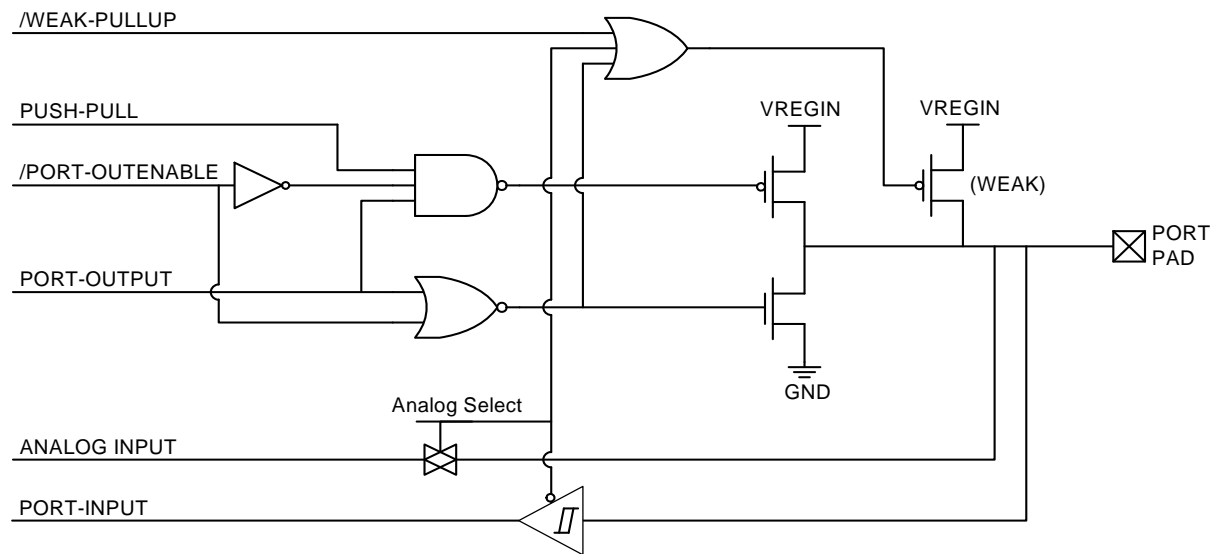 /WEAK-PULLUP
PUSH-PULL
VREGIN
VREGIN
/PORT-OUTENABLE
(WEAK)
PORT
PAD
PORT-OUTPUT
GND
Analog Select
ANALOG INPUT
PORT-INPUT